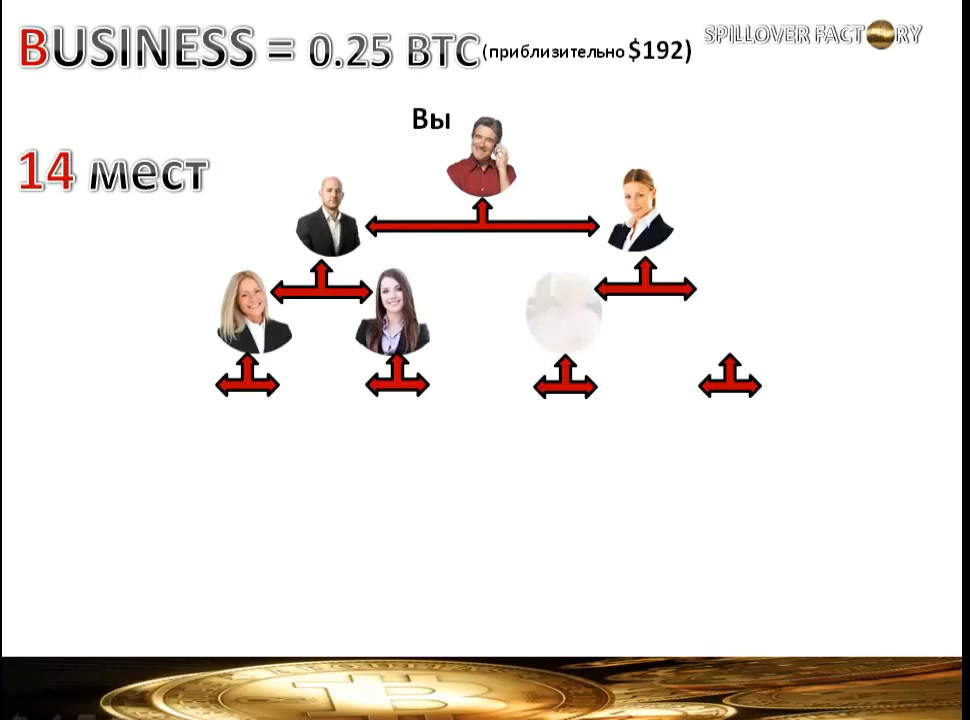 BUSINESS = 0.25 BTC (приблизительно $192)
SPILLOVER FACTORY
Вы
14 мест